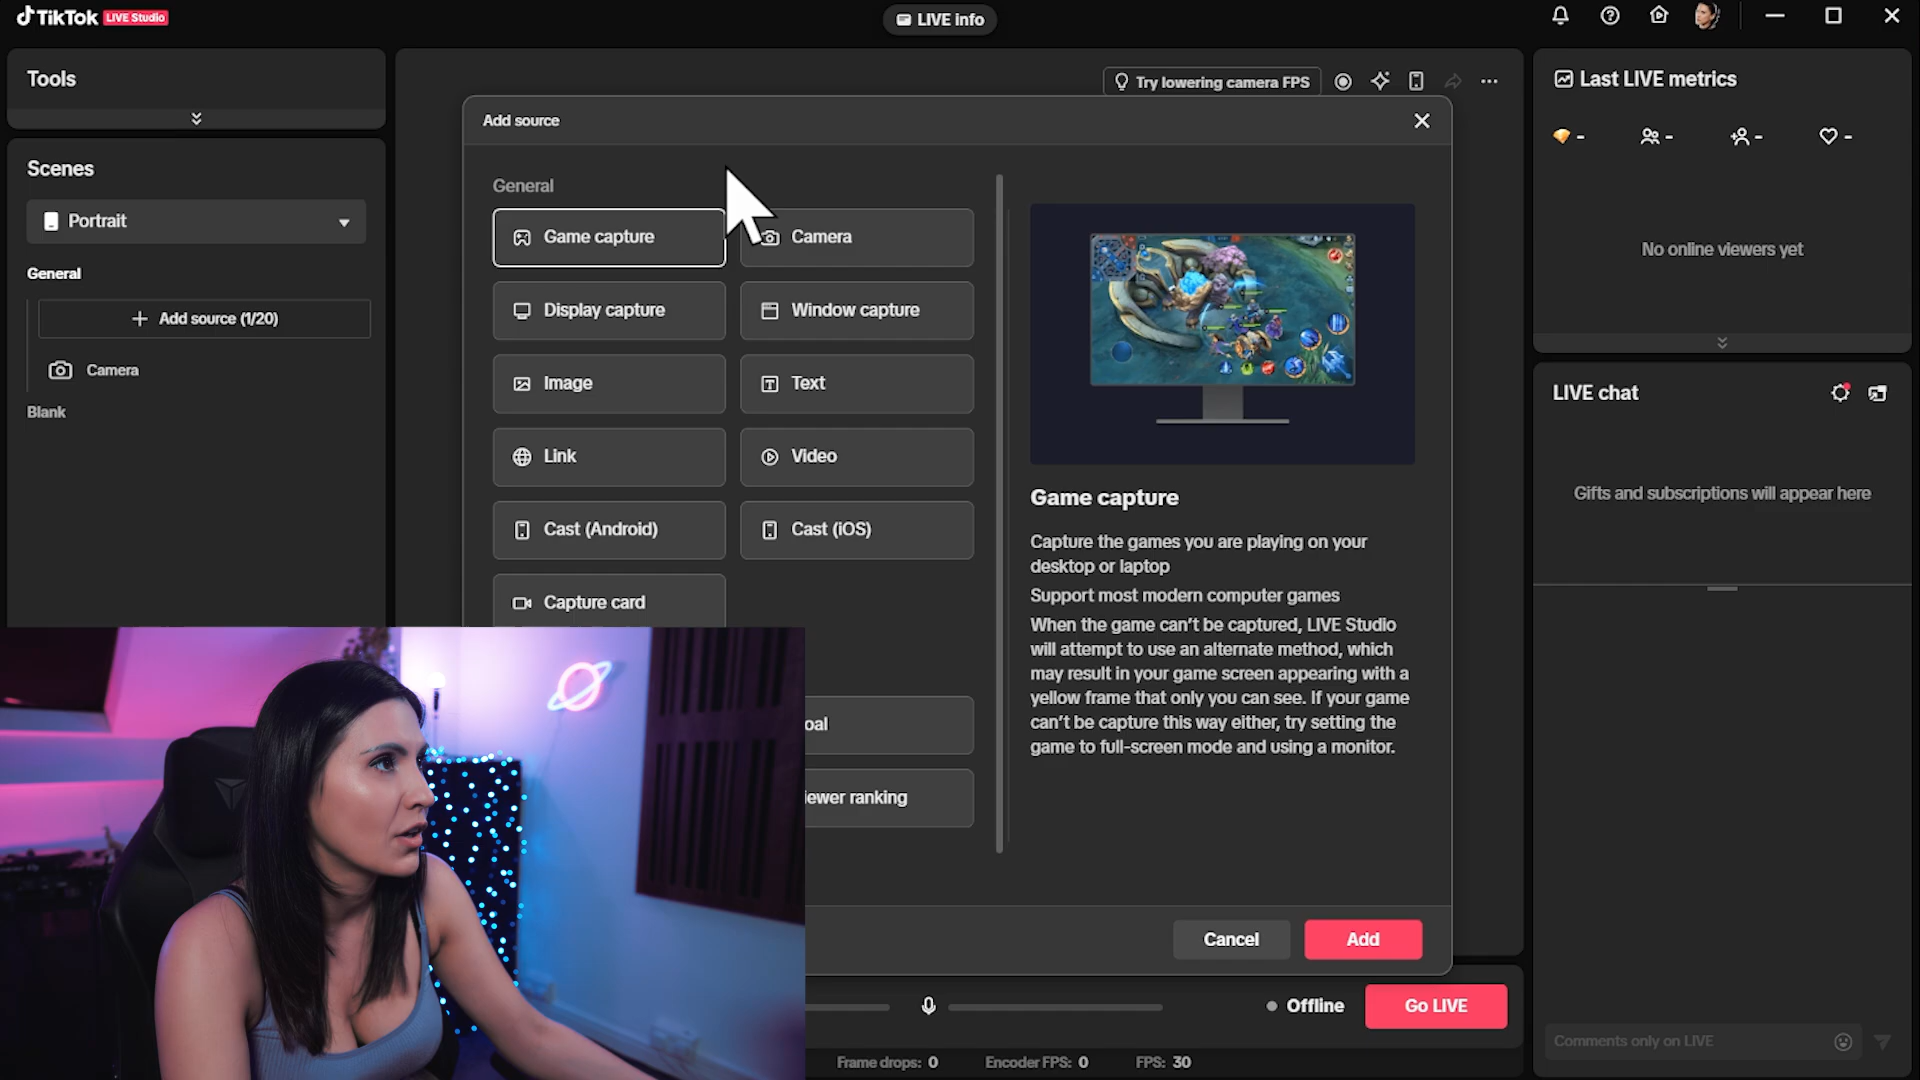 TikTok LIVE Studio
LIVE info
Tools
Scenes
Portrait
General
Add source (1/20)
Camera
Blank
Try lowering camera FPS
Add source
General
Game capture
Camera
Display capture
Window capture
Image
Text
Link
Video
Cast (Android)
Cast (iOS)
Capture card
oal
iewer ranking
Game capture
Capture the games you are playing on your
desktop or laptop
Support most modern computer games
When the game can't be captured, LIVE Studio
will attempt to use an alternate method, which
may result in your game screen appearing with a
yellow frame that only you can see. If your game
can't be capture this way either, try setting the
game to full-screen mode and using a monitor.
Cancel
Add
Offline
Go LIVE
Frame drops: 0
Encoder FPS: 0
FPS: 30
Last LIVE metrics
-
-
-
-
No online viewers yet
LIVE chat
Gifts and subscriptions will appear here
Comments only on LIVE